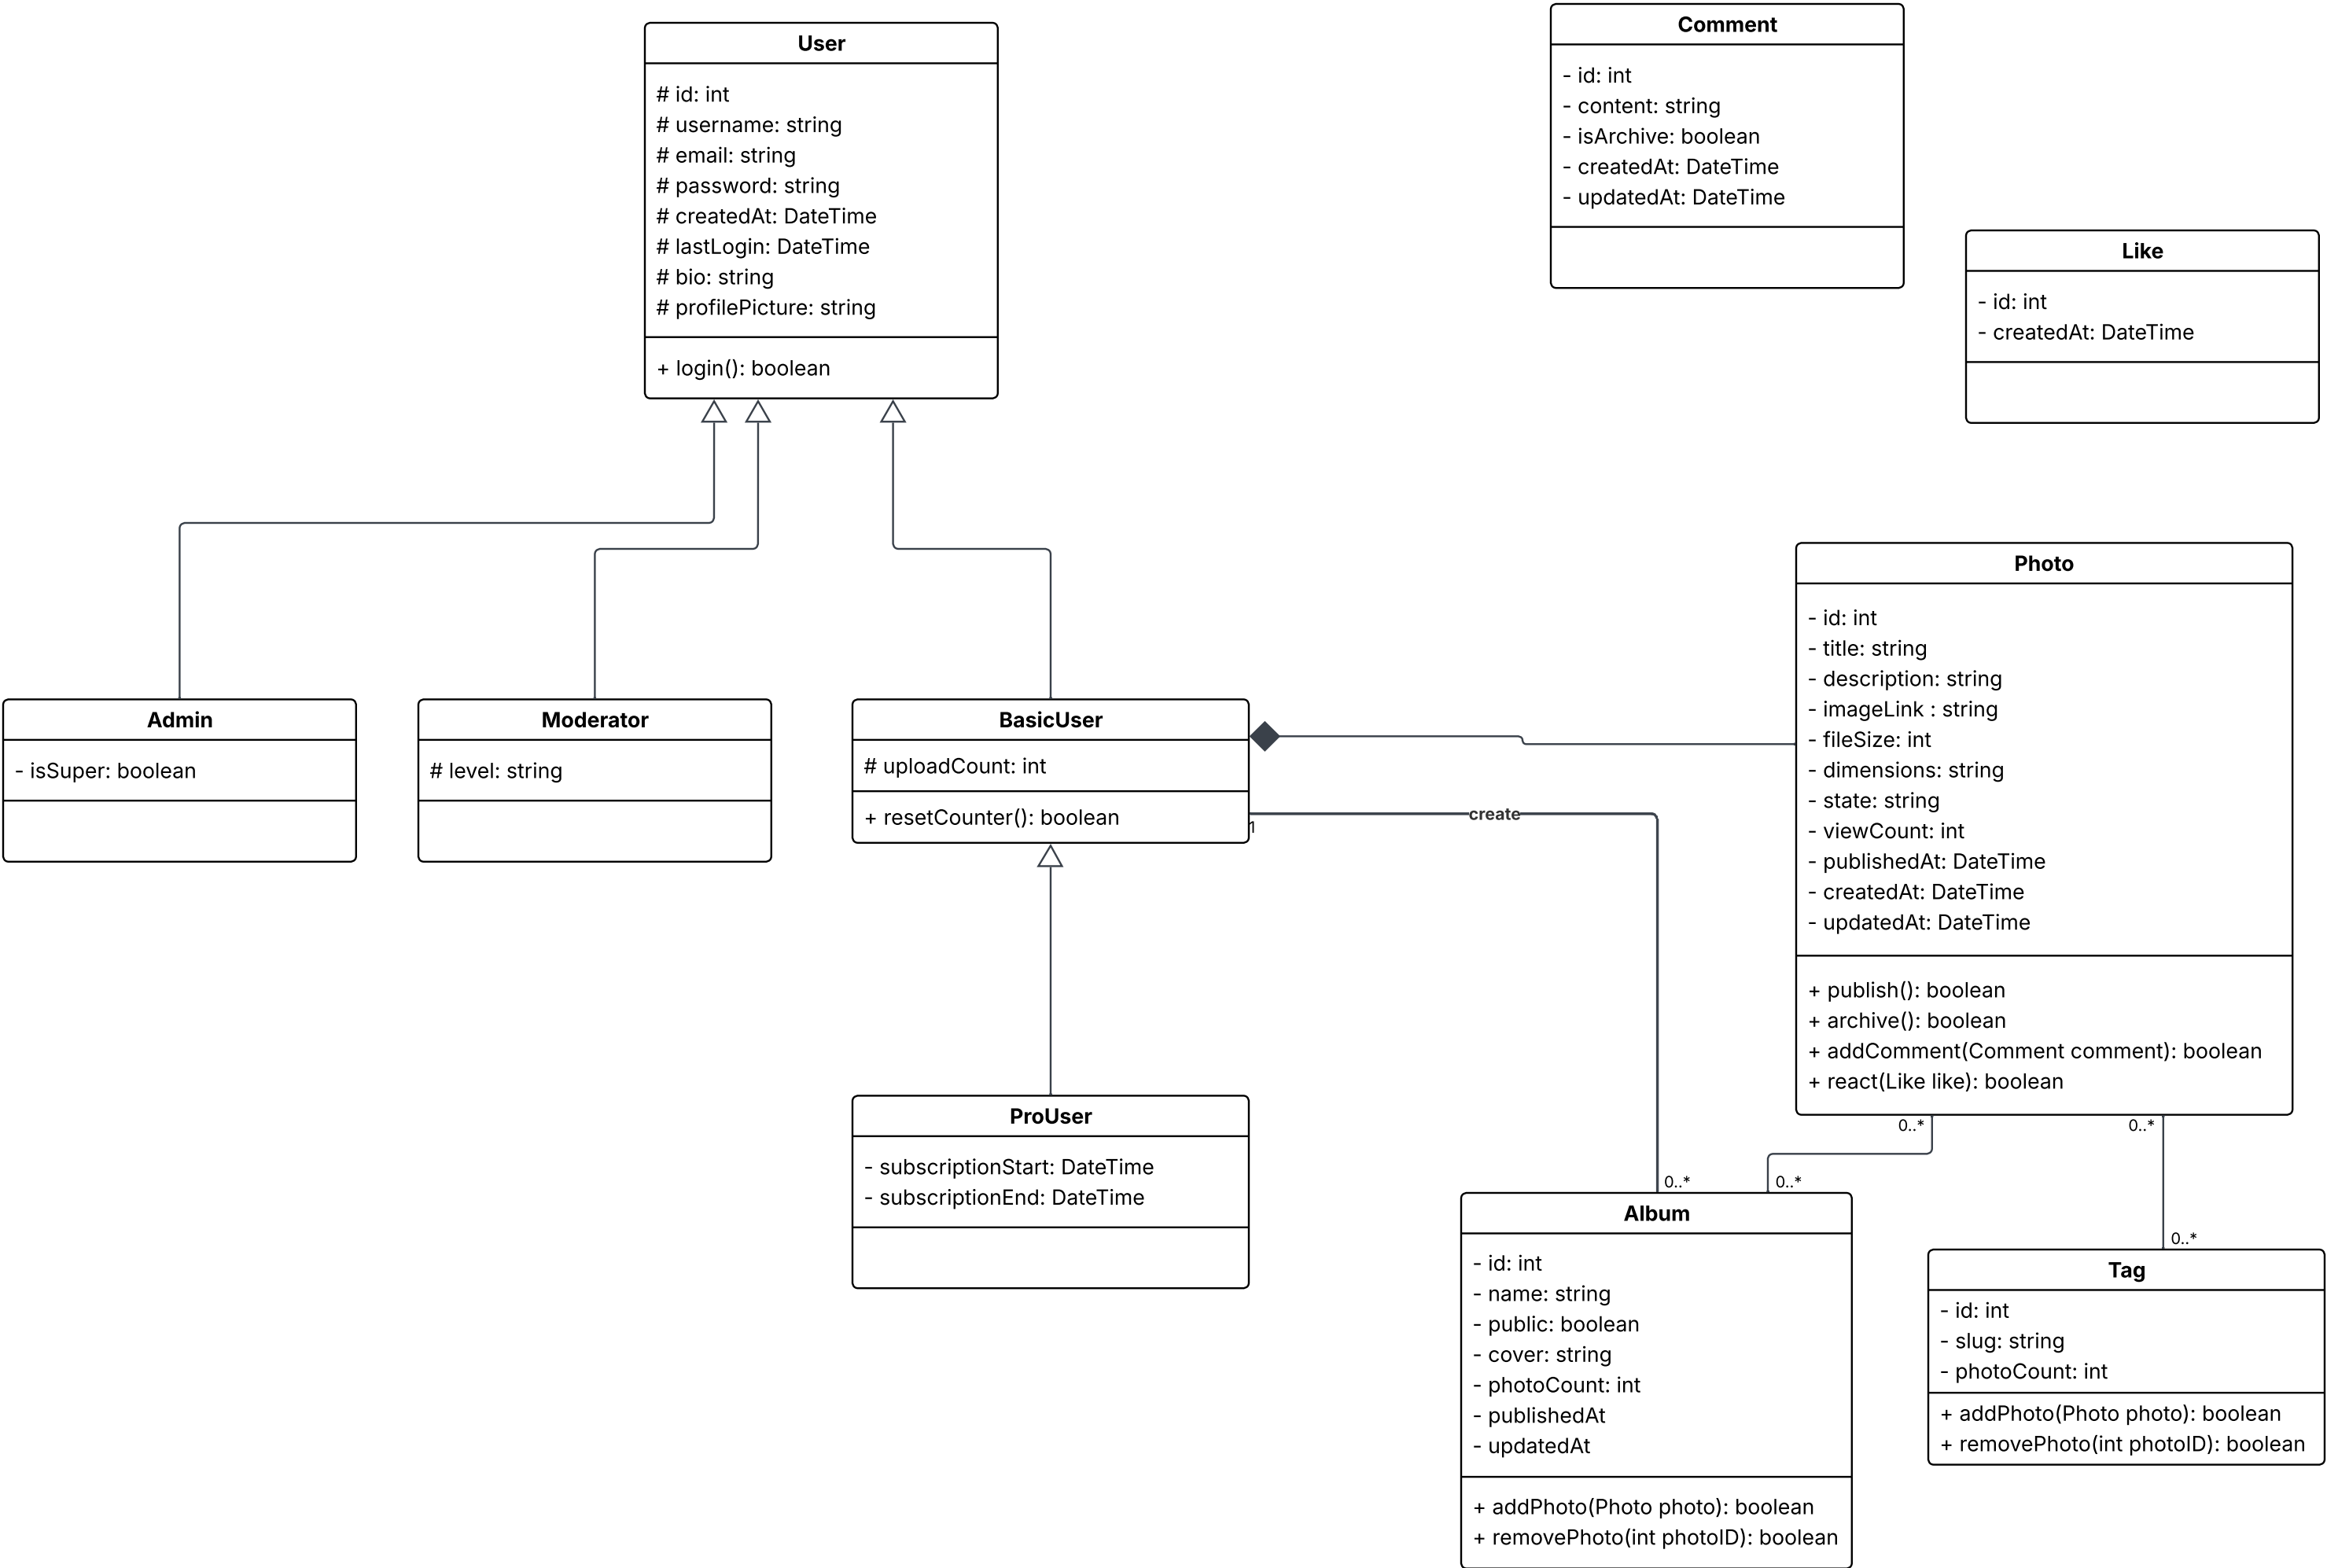 User
# id: int
# username: string
# email: string
# password: string
# createdAt: DateTime
# lastLogin: DateTime
# bio: string
# profilePicture: string
+ login(): boolean
Comment
- id: int
- content: string
- isArchive: boolean
- createdAt: DateTime
- updatedAt: DateTime
Like
- id: int
- createdAt: DateTime
Admin
- isSuper: boolean
Moderator
# level: string
BasicUser
# uploadCount: int
+ resetCounter(): boolean
1
create
Photo
- id: int
- title: string
- description: string
- imageLink : string
- fileSize: int
- dimensions: string
- state: string
- viewCount: int
- publishedAt: DateTime
- createdAt: DateTime
- updatedAt: DateTime
+ publish(): boolean
+ archive(): boolean
+ addComment(Comment comment): boolean
+ react(Like like): boolean
0..*
0..*
ProUser
- subscriptionStart: DateTime
- subscriptionEnd: DateTime
0..*
0..*
Album
- id: int
- name: string
- public: boolean
- cover: string
- photoCount: int
- publishedAt
- updatedAt
+ addPhoto(Photo photo): boolean
+ removePhoto(int photoID): boolean
0..*
Tag
- id: int
- slug: string
- photoCount: int
+ addPhoto(Photo photo): boolean
+ removePhoto(int photoID): boolean